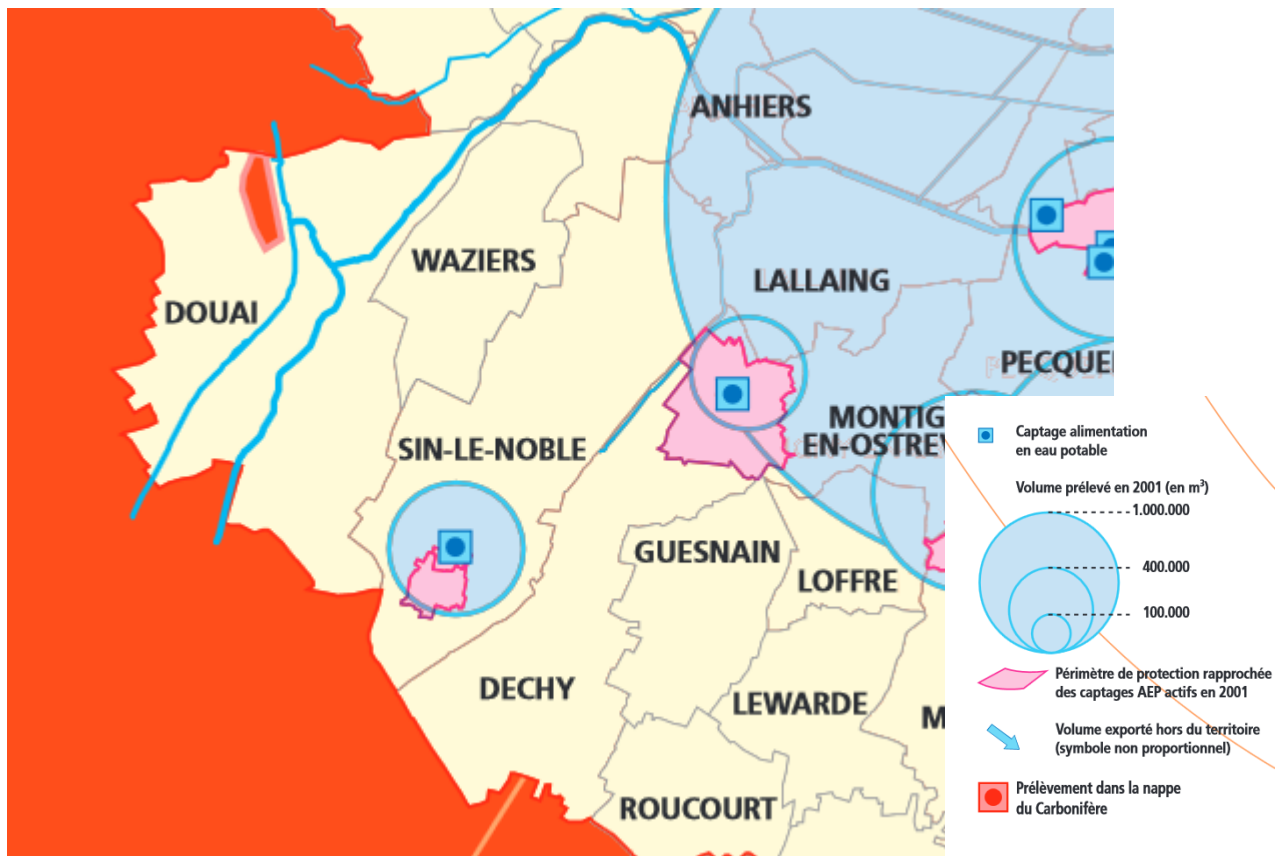 ANHIERS
WAZIERS
LALLAING
DOUAI
PECQUE
MONTIG
EN-OSTREV
SIN-LE-NOBLE
GUESNAIN
LOFFRE
DECHY
LEWARDE
M
ROUCOURT
Captage alimentation
en eau potable
Volume prélevé en 2001 (en m³)
1.000.000
400.000
100.000
Périmètre de protection rapprochée
des captages AEP actifs en 2001
Volume exporté hors du territoire
(symbole non proportionnel)
Prélèvement dans la nappe
du Carbonifère